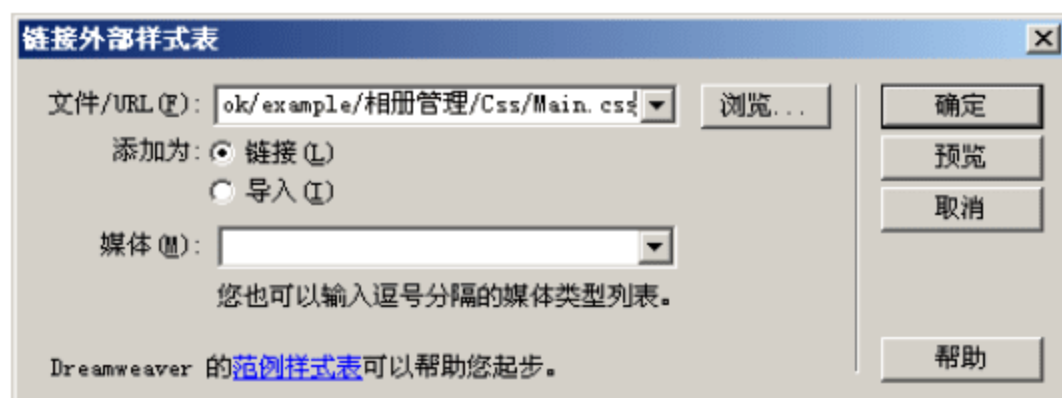 链接外部样式表
文件/URL(F): ok/example/相册管理/Css/Main.css 浏览... 确定
添加为: 链接(L) 预览
导入(I) 取消
媒体(M):
您也可以输入逗号分隔的媒体类型列表。
Dreamweaver 的范例样式表可以帮助您起步。 帮助